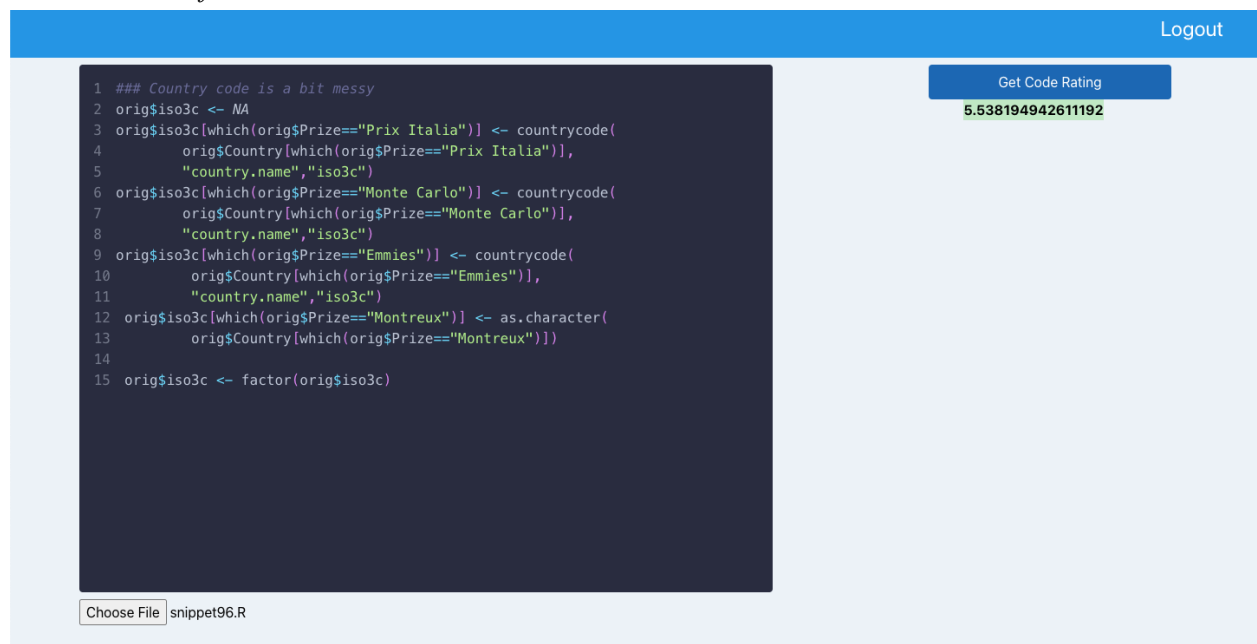 Logout
1 ### Country code is a bit messy
2 orig$iso3c <- NA
3 orig$iso3c[which(orig$Prize=="Prix Italia")] <- countrycode(
4 orig$Country[which(orig$Prize=="Prix Italia")],
5 "country.name","iso3c")
6 orig$iso3c[which(orig$Prize=="Monte Carlo")] <- countrycode(
7 orig$Country[which(orig$Prize=="Monte Carlo")],
8 "country.name","iso3c")
9 orig$iso3c[which(orig$Prize=="Emmies")] <- countrycode(
10 orig$Country[which(orig$Prize=="Emmies")],
11 "country.name","iso3c")
12 orig$iso3c[which(orig$Prize=="Montreux")] <- as.character(
13 orig$Country[which(orig$Prize=="Montreux")])
14
15 orig$iso3c <- factor(orig$iso3c)
Get Code Rating
5.538194942611192
Choose File snippet96.R